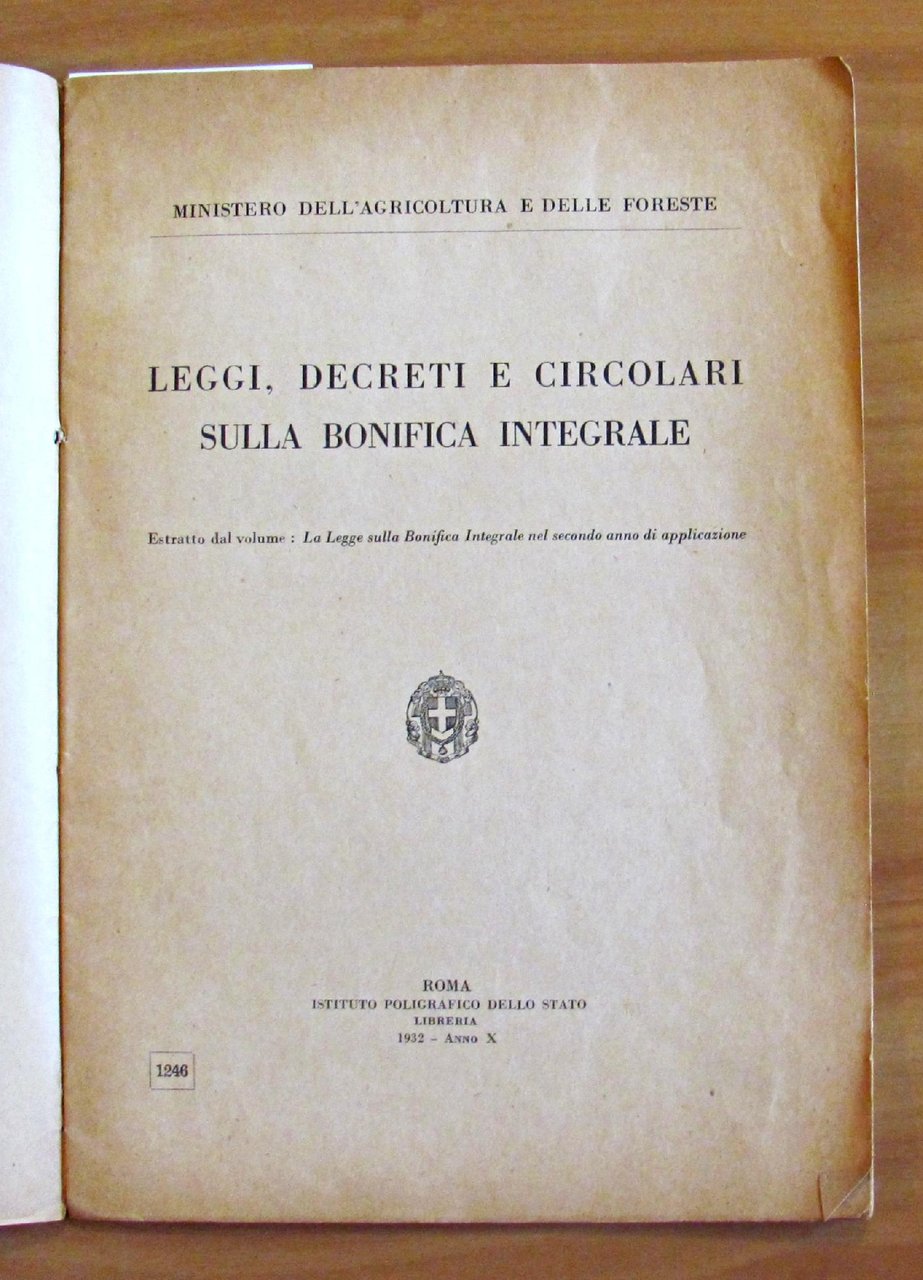 MINISTERO DELL'AGRICOLTURA E DELLE FORESTE
LEGGI, DECRETI E CIRCOLARI
SULLA BONIFICA INTEGRALE
Estratto dal volume : La Legge sulla Bonifica Integrale nel secondo anno di applicazione
ROMA
ISTITUTO POLIGRAFICO DELLO STATO
LIBRERIA
1932 – ANNO X
1246